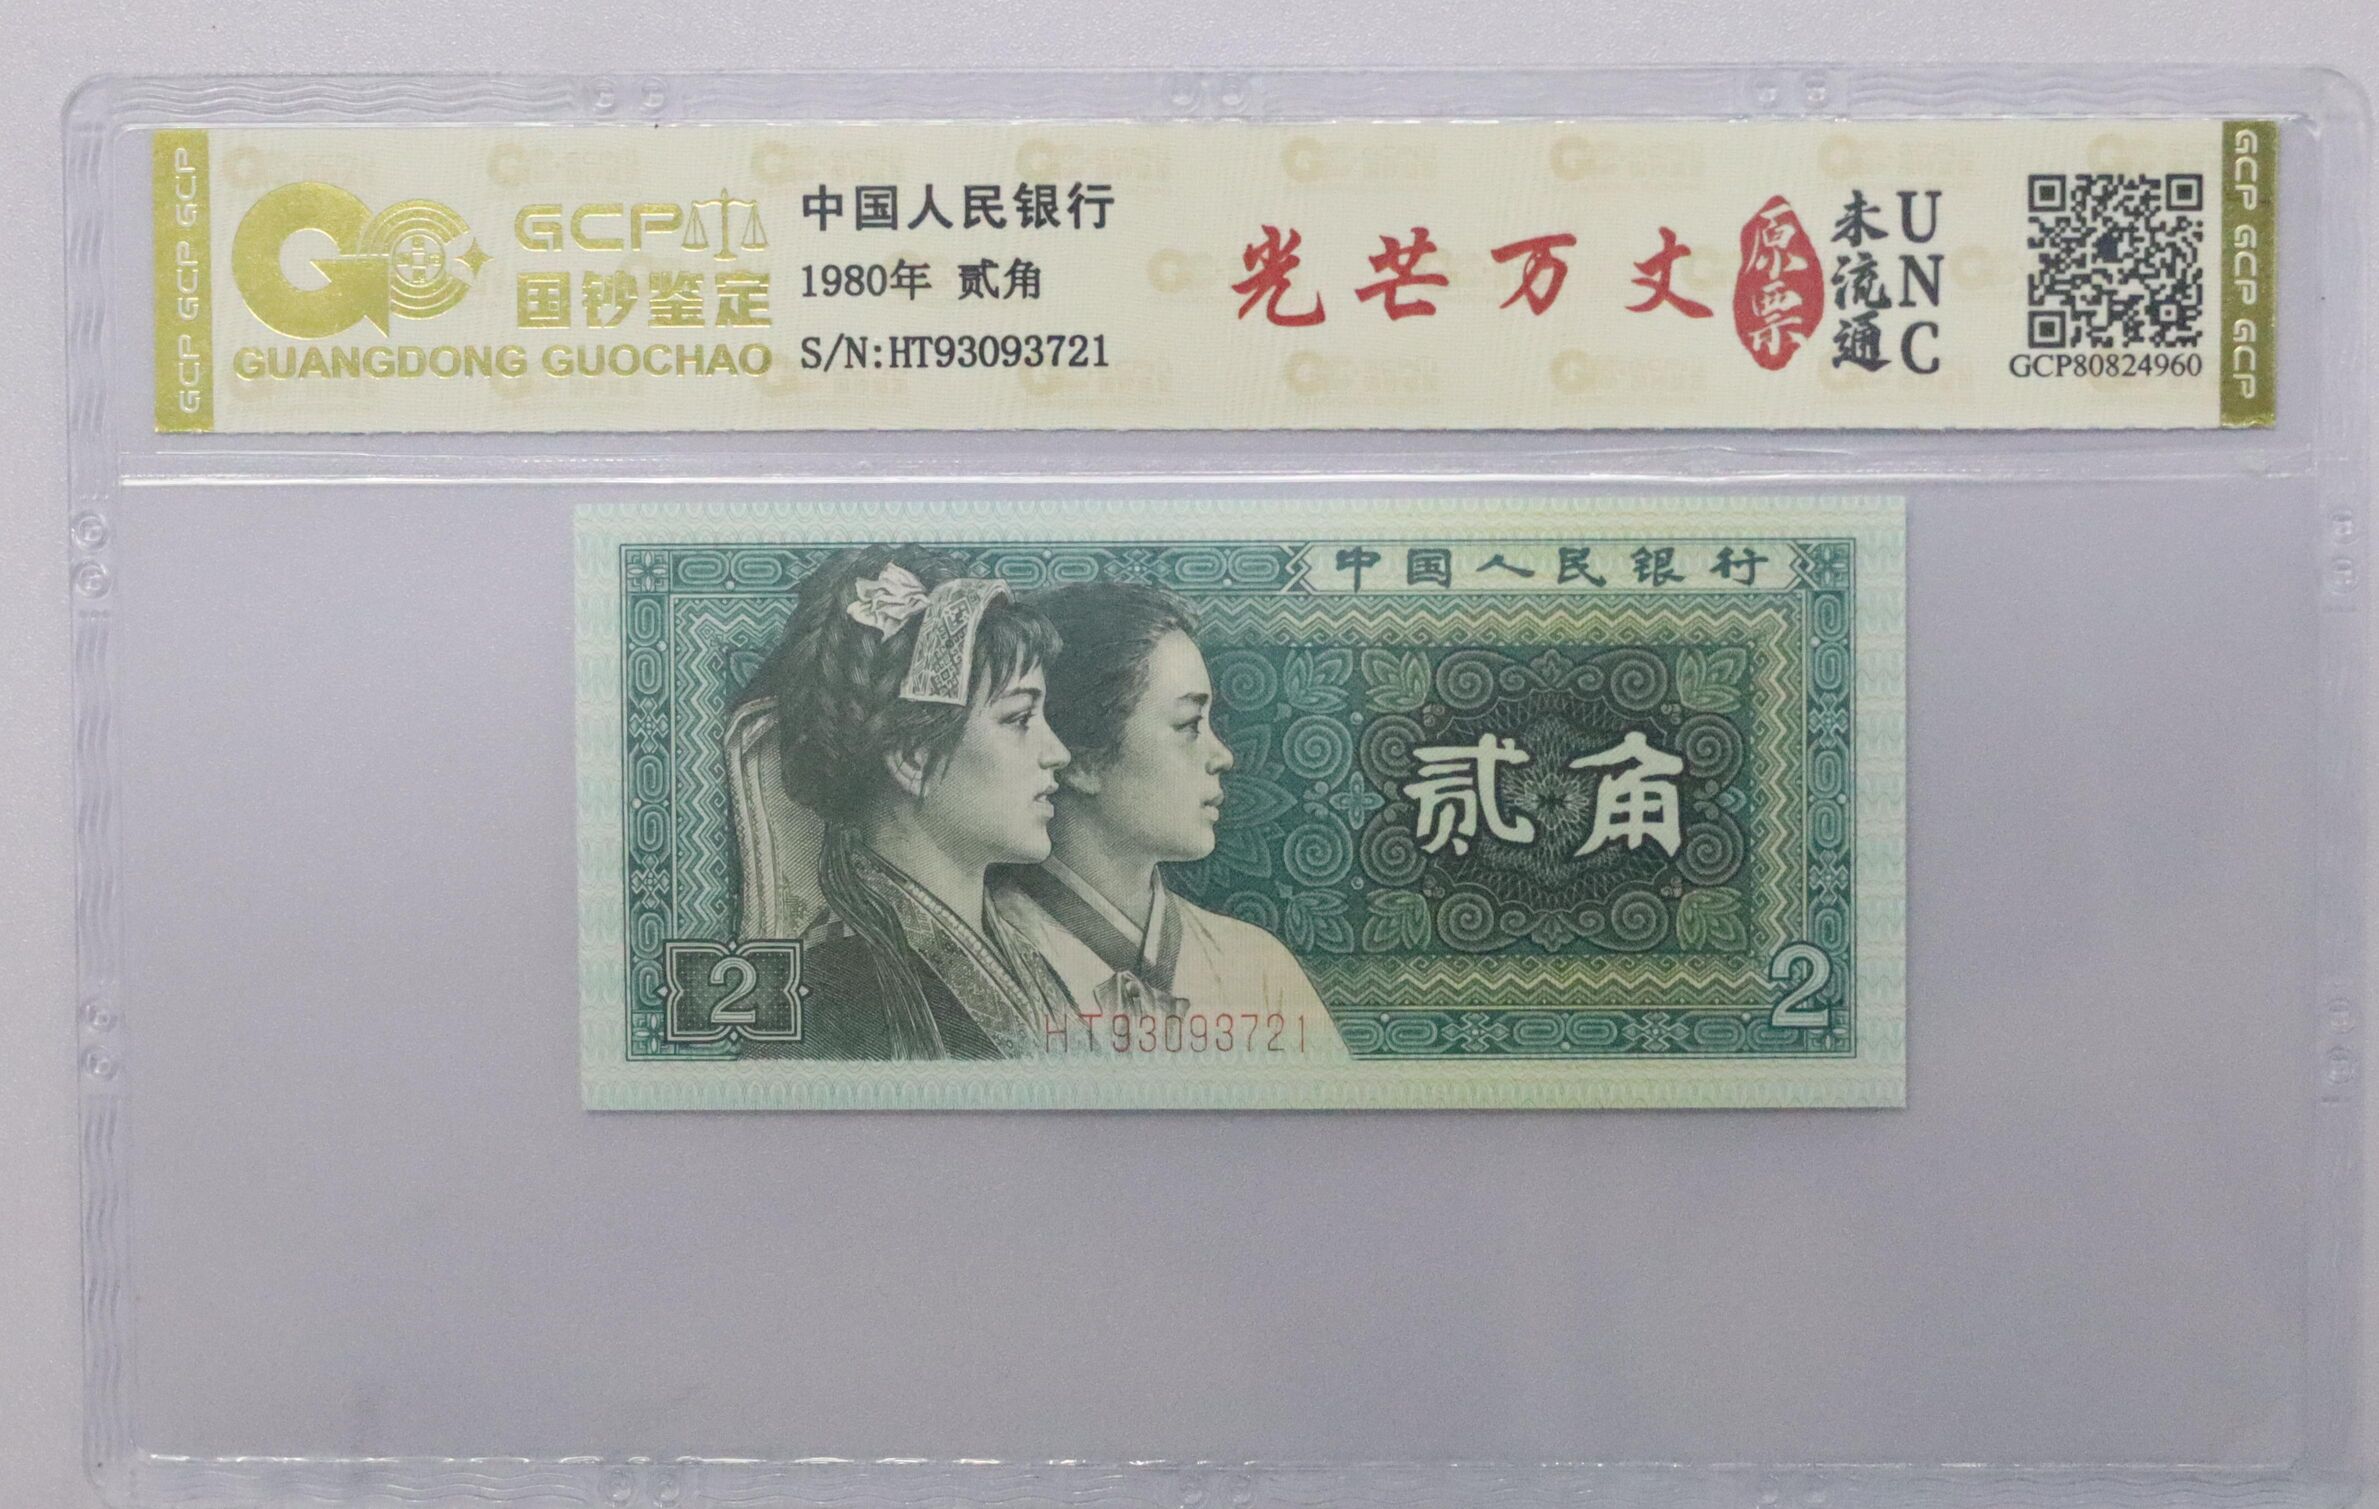 GCP GCP GCP
GCP
国钞鉴定
GUANGDONG GUOCHAO
中国人民银行
1980年 贰角
S/N:HT93093721
光芒万丈
原票
未流通
UNC
GCP80824960
GCP GCP GCP
中国人民银行
贰角
2
2
HT93093721